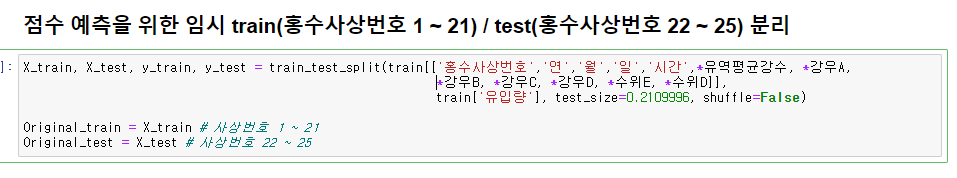 점수 예측을 위한 임시 train(홍수사상번호 1 ~ 21) / test(홍수사상번호 22 ~ 25) 분리
]: X_train, X_test, y_train, y_test = train_test_split(train[['홍수사상번호','연','월','일','시간',*유역평균강수, *강우A,
*강우B, *강우C, *강우D, *수위E, *수위D]],
train['유입량'], test_size=0.2109996, shuffle=False)
Original_train = X_train # 사상번호 1 ~ 21
Original_test = X_test # 사상번호 22 ~ 25